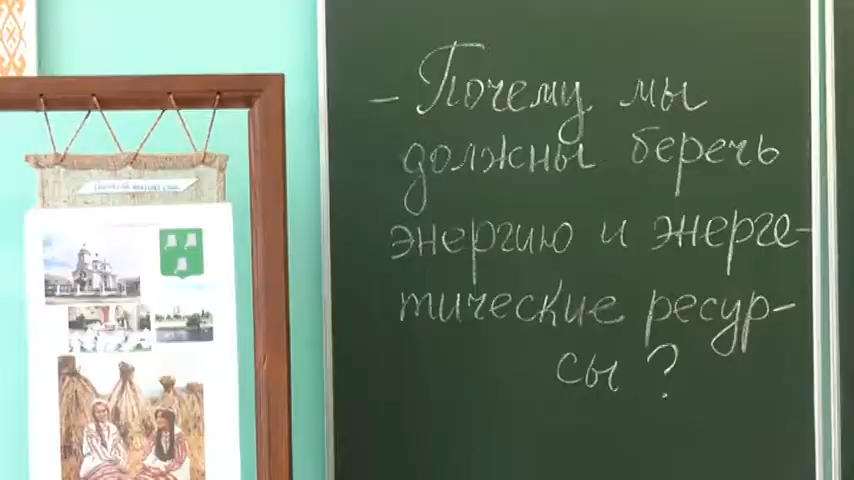 - Почему мы
должны беречь
энергию и энерге-
тические ресур-
сы ?